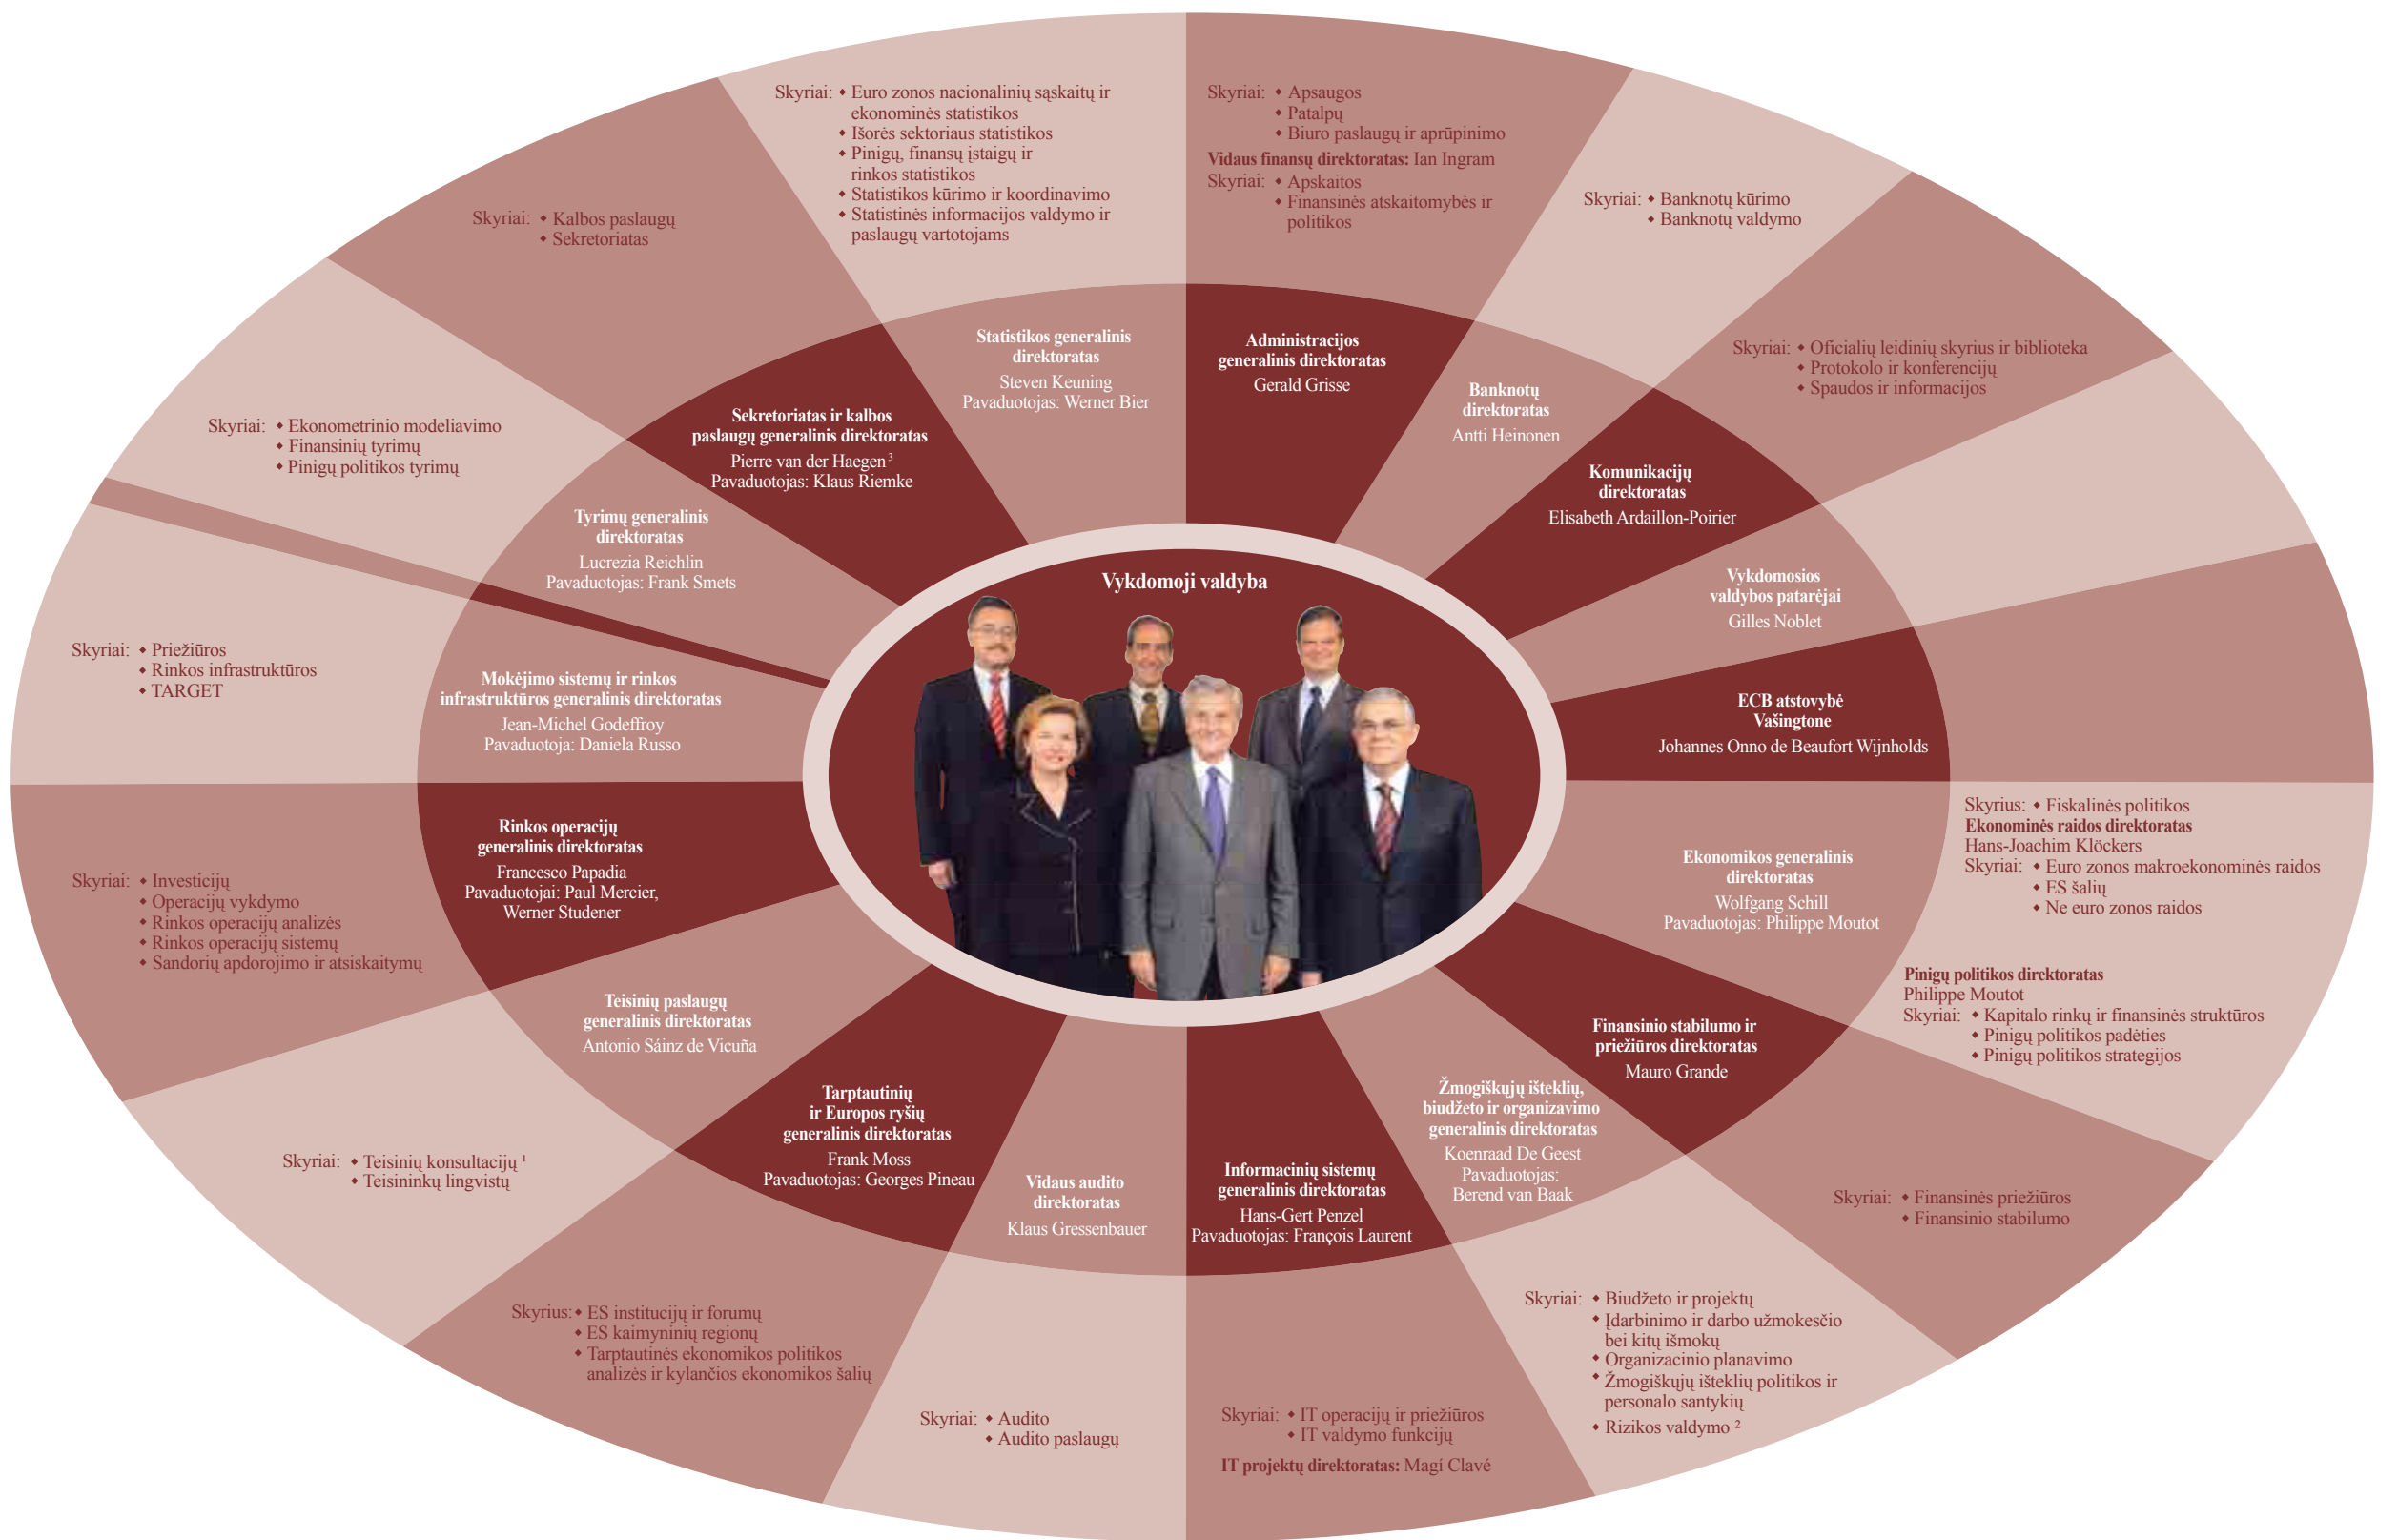 Vykdomoji valdyba
Administracijos
generalinis direktoratas
Gerald Grisse
Skyriai: ◆ Apsaugos
◆ Patalpų
◆ Biuro paslaugų ir aprūpinimo
Vidaus finansų direktoratas: Ian Ingram
Skyriai: ◆ Apskaitos
◆ Finansinės atskaitomybės ir
politikos
Banknotų
direktoratas
Antti Heinonen
Skyriai: ◆ Banknotų kūrimo
◆ Banknotų valdymo
Komunikacijų
direktoratas
Elisabeth Ardaillon-Poirier
Skyriai: ◆ Oficialių leidinių skyrius ir biblioteka
◆ Protokolo ir konferencijų
◆ Spaudos ir informacijos
Vykdomosios
valdybos patarėjai
Gilles Noblet
ECB atstovybė
Vašingtone
Johannes Onno de Beaufort Wijnholds
Ekonomikos generalinis
direktoratas
Wolfgang Schill
Pavaduotojas: Philippe Moutot
Skyrius: ◆ Fiskalinės politikos
Ekonominės raidos direktoratas
Hans-Joachim Klöckers
Skyriai: ◆ Euro zonos makroekonominės raidos
◆ ES šalių
◆ Ne euro zonos raidos
Pinigų politikos direktoratas
Philippe Moutot
Skyriai: ◆ Kapitalo rinkų ir finansinės struktūros
◆ Pinigų politikos padėties
◆ Pinigų politikos strategijos
Finansinio stabilumo ir
priežiūros direktoratas
Mauro Grande
Skyriai: ◆ Finansinės priežiūros
◆ Finansinio stabilumo
Žmogiškųjų išteklių,
biudžeto ir organizavimo
generalinis direktoratas
Koenraad De Geest
Pavaduotojas:
Berend van Baak
Skyriai: ◆ Biudžeto ir projektų
◆ Įdarbinimo ir darbo užmokesčio
bei kitų išmokų
◆ Organizacinio planavimo
◆ Žmogiškųjų išteklių politikos ir
personalo santykių
◆ Rizikos valdymo ²
Informacinių sistemų
generalinis direktoratas
Hans-Gert Penzel
Pavaduotojas: François Laurent
Skyriai: ◆ IT operacijų ir priežiūros
◆ IT valdymo funkcijų
IT projektų direktoratas: Magí Clavé
Vidaus audito
direktoratas
Klaus Gressenbauer
Skyriai: ◆ Audito
◆ Audito paslaugų
Tarptautinių
ir Europos ryšių
generalinis direktoratas
Frank Moss
Pavaduotojas: Georges Pineau
Skyrius: ◆ ES institucijų ir forumų
◆ ES kaimyninių regionų
◆ Tarptautinės ekonomikos politikos
analizės ir kylančios ekonomikos šalių
Teisinių paslaugų
generalinis direktoratas
Antonio Sáinz de Vicuña
Skyriai: ◆ Teisinių konsultacijų ¹
◆ Teisininkų lingvistų
Rinkos operacijų
generalinis direktoratas
Francesco Papadia
Pavaduotojai: Paul Mercier,
Werner Studener
Skyriai: ◆ Investicijų
◆ Operacijų vykdymo
◆ Rinkos operacijų analizės
◆ Rinkos operacijų sistemų
◆ Sandorių apdorojimo ir atsiskaitymų
Mokėjimo sistemų ir rinkos
infrastruktūros generalinis direktoratas
Jean-Michel Godeffroy
Pavaduotoja: Daniela Russo
Skyriai: ◆ Priežiūros
◆ Rinkos infrastruktūros
◆ TARGET
Tyrimų generalinis
direktoratas
Lucrezia Reichlin
Pavaduotojas: Frank Smets
Skyriai: ◆ Ekonometrinio modeliavimo
◆ Finansinių tyrimų
◆ Pinigų politikos tyrimų
Sekretoriatas ir kalbos
paslaugų generalinis direktoratas
Pierre van der Haegen ³
Pavaduotojas: Klaus Riemke
Skyriai: ◆ Kalbos paslaugų
◆ Sekretoriatas
Statistikos generalinis
direktoratas
Steven Keuning
Pavaduotojas: Werner Bier
Skyriai: ◆ Euro zonos nacionalinių sąskaitų ir
ekonominės statistikos
◆ Išorės sektoriaus statistikos
◆ Pinigų, finansų įstaigų ir
rinkos statistikos
◆ Statistikos kūrimo ir koordinavimo
◆ Statistinės informacijos valdymo ir
paslaugų vartotojams